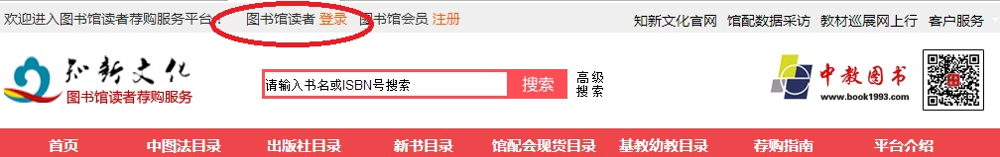 欢迎进入图书馆读者荐购服务平台！ 图书馆读者 登录 图书馆会员 注册 知新文化官网 馆配数据采访 教材巡展网上行 客户服务
知新文化
图书馆读者荐购服务
请输入书名或ISBN号搜索 搜索
高级
搜索
中教图书
www.book1993.com
首页 中图法目录 出版社目录 新书目录 馆配会现货目录 基教幼教目录 荐购指南 平台介绍